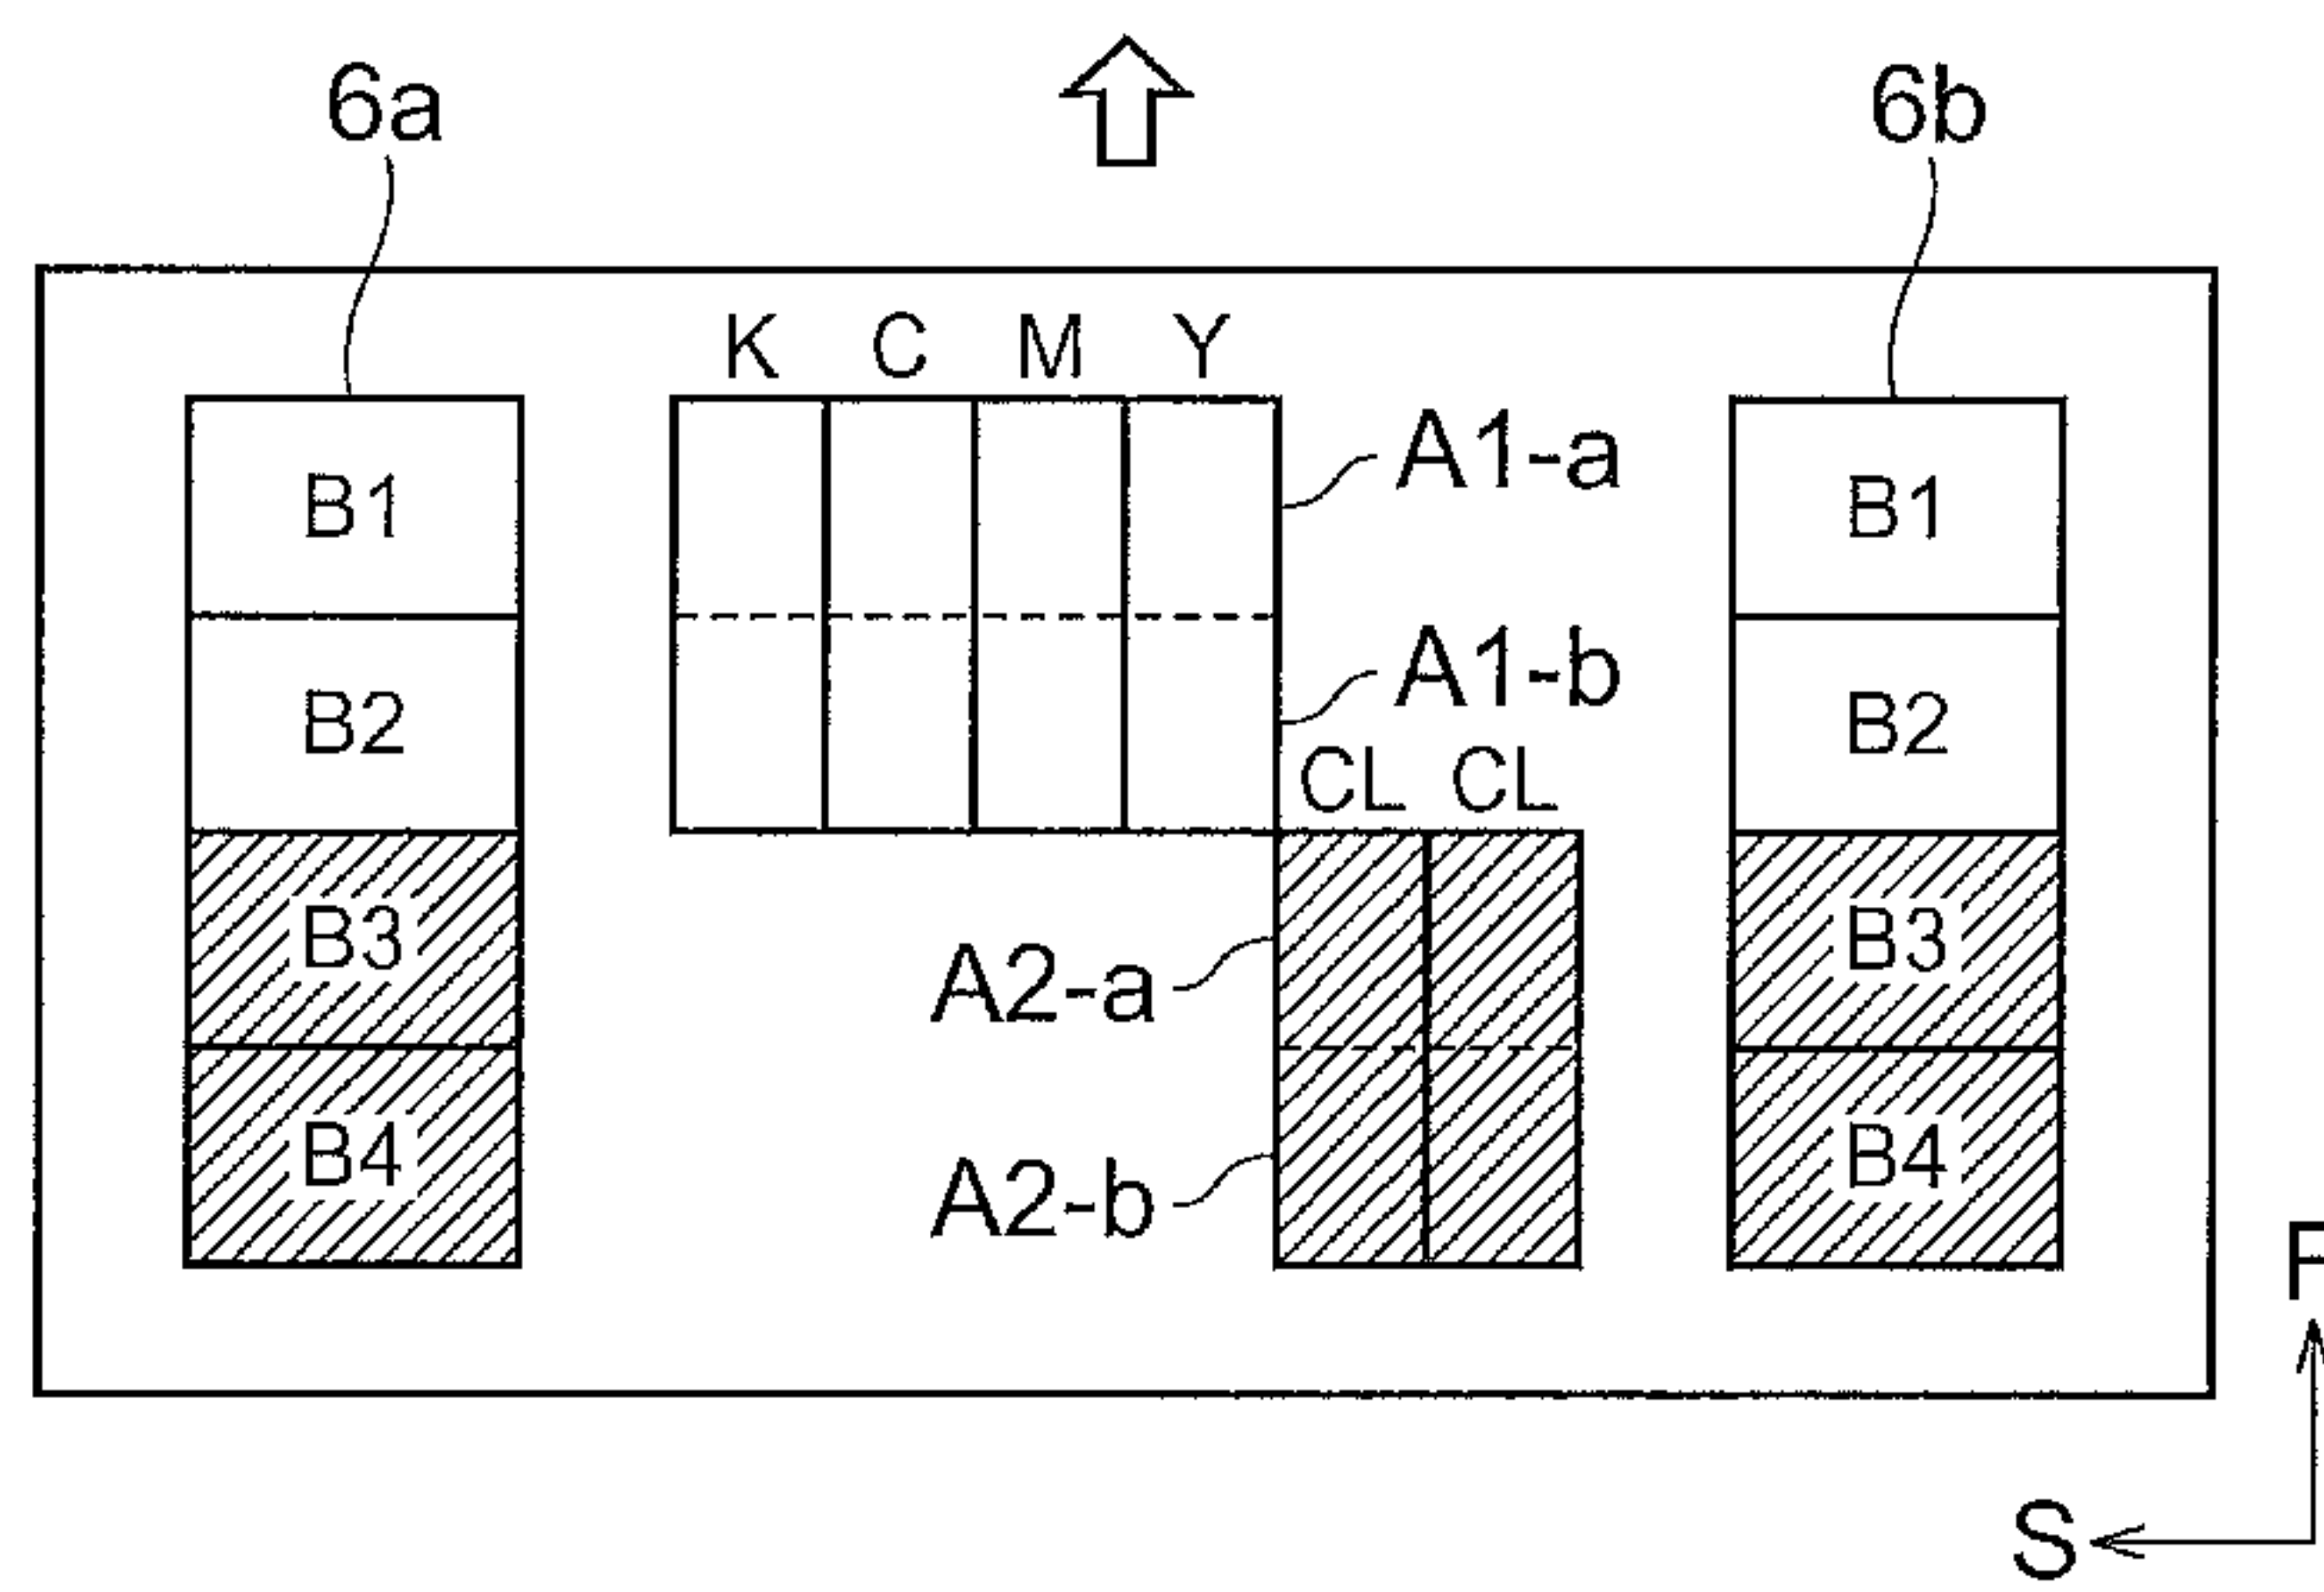 6a 6b
K C M Y
A1-a
B1 B1
A1-b
B2 B2
CL CL
B3 B3
A2-a
B4 B4
A2-b
S